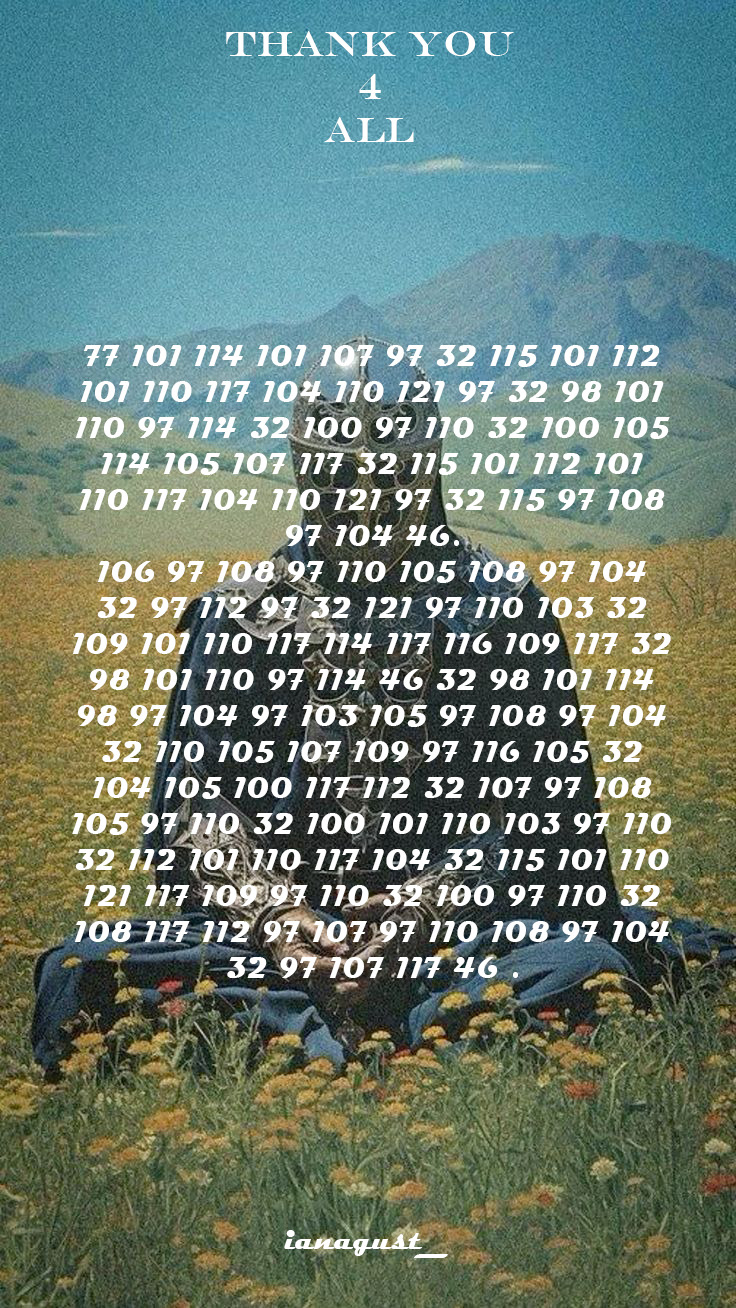 THANK YOU
4
ALL
77 101 114 101 107 97 32 115 101 112
101 110 117 104 110 121 97 32 98 101
110 97 114 32 100 97 110 32 100 105
114 105 107 117 32 115 101 112 101
110 117 104 110 121 97 32 115 97 108
97 104 46.
106 97 108 97 110 105 108 97 104
32 97 112 97 32 121 97 110 103 32
109 101 110 117 114 117 116 109 117 32
98 101 110 97 114 46 32 98 101 114
98 97 104 97 103 105 97 108 97 104
32 110 105 107 109 97 116 105 32
104 105 100 117 112 32 107 97 108
105 97 110 32 100 101 110 103 97 110
32 112 101 110 117 104 32 115 101 110
121 117 109 97 110 32 100 97 110 32
108 117 112 97 107 97 110 108 97 104
32 97 107 117 46 .
ianagust_